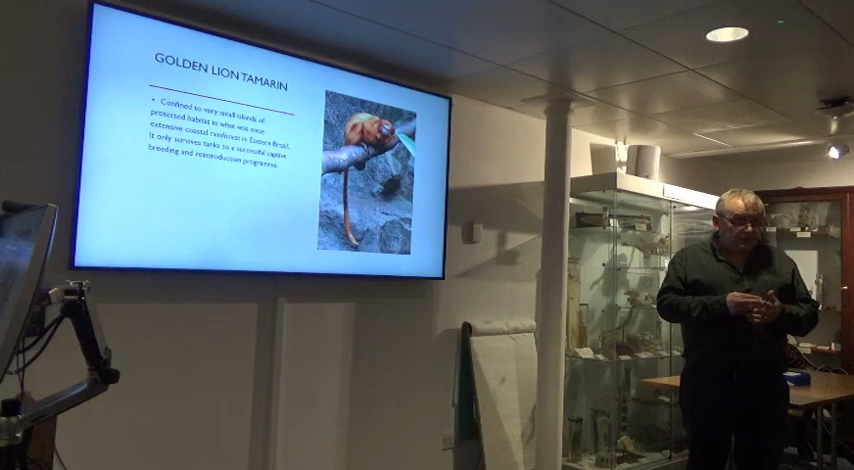 GOLDEN LION TAMARIN
• Confined to very small islands of
protected habitat in what was once
extensive coastal rainforest in Eastern Brazil,
it only survives tanks to a successful captive
breeding and reintroduction programme.